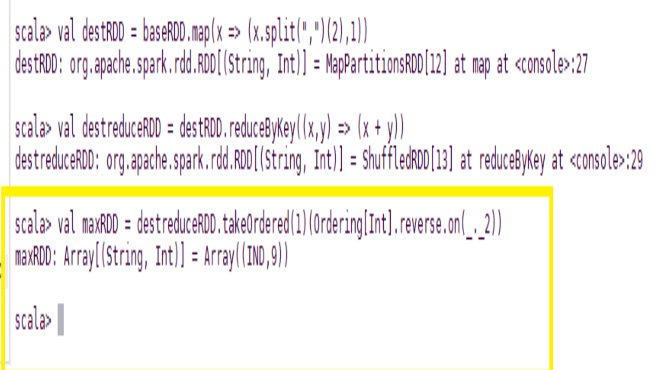 scala> val destRDD = baseRDD.map(x => (x.split(",")(2),1))
destRDD: org.apache.spark.rdd.RDD[(String, Int)] = MapPartitionsRDD[12] at map at <console>:27
scala> val destreduceRDD = destRDD.reduceByKey((x,y) => (x + y))
destreduceRDD: org.apache.spark.rdd.RDD[(String, Int)] = ShuffledRDD[13] at reduceByKey at <console>:29
scala> val maxRDD = destreduceRDD.takeOrdered(1)(Ordering[Int].reverse.on(_._2))
maxRDD: Array[(String, Int)] = Array((IND,9))
scala>